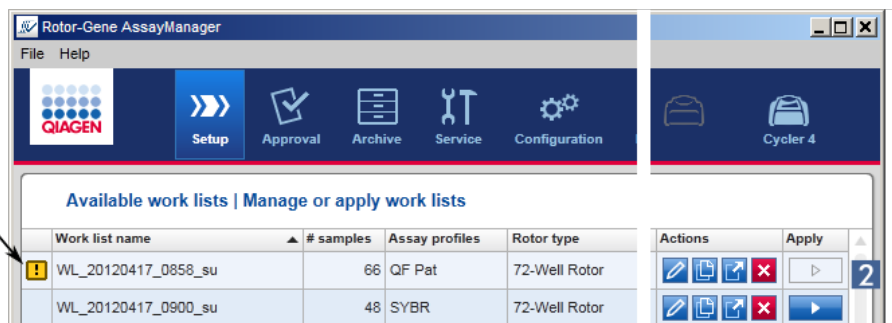 Rotor-Gene AssayManager
File Help
QIAGEN
Setup Approval Archive Service Configuration Cycler 4
Available work lists | Manage or apply work lists
Work list name # samples Assay profiles Rotor type Actions Apply
! WL_20120417_0858_su 66 QF Pat 72-Well Rotor 2
WL_20120417_0900_su 48 SYBR 72-Well Rotor